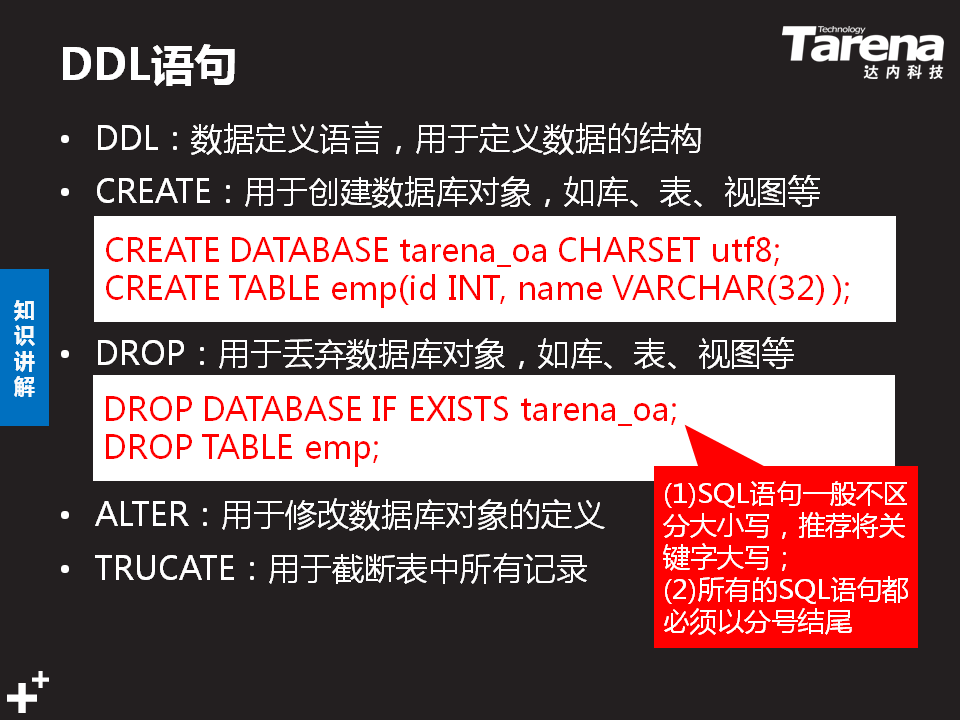 DDL语句
Technology
Tarena
达内科技
• DDL：数据定义语言，用于定义数据的结构
• CREATE：用于创建数据库对象，如库、表、视图等
CREATE DATABASE tarena_oa CHARSET utf8;
CREATE TABLE emp(id INT, name VARCHAR(32) );
知识讲解
• DROP：用于丢弃数据库对象，如库、表、视图等
DROP DATABASE IF EXISTS tarena_oa;
DROP TABLE emp;
• ALTER：用于修改数据库对象的定义
• TRUCATE：用于截断表中所有记录
(1)SQL语句一般不区
分大小写，推荐将关
键字大写；
(2)所有的SQL语句都
必须以分号结尾